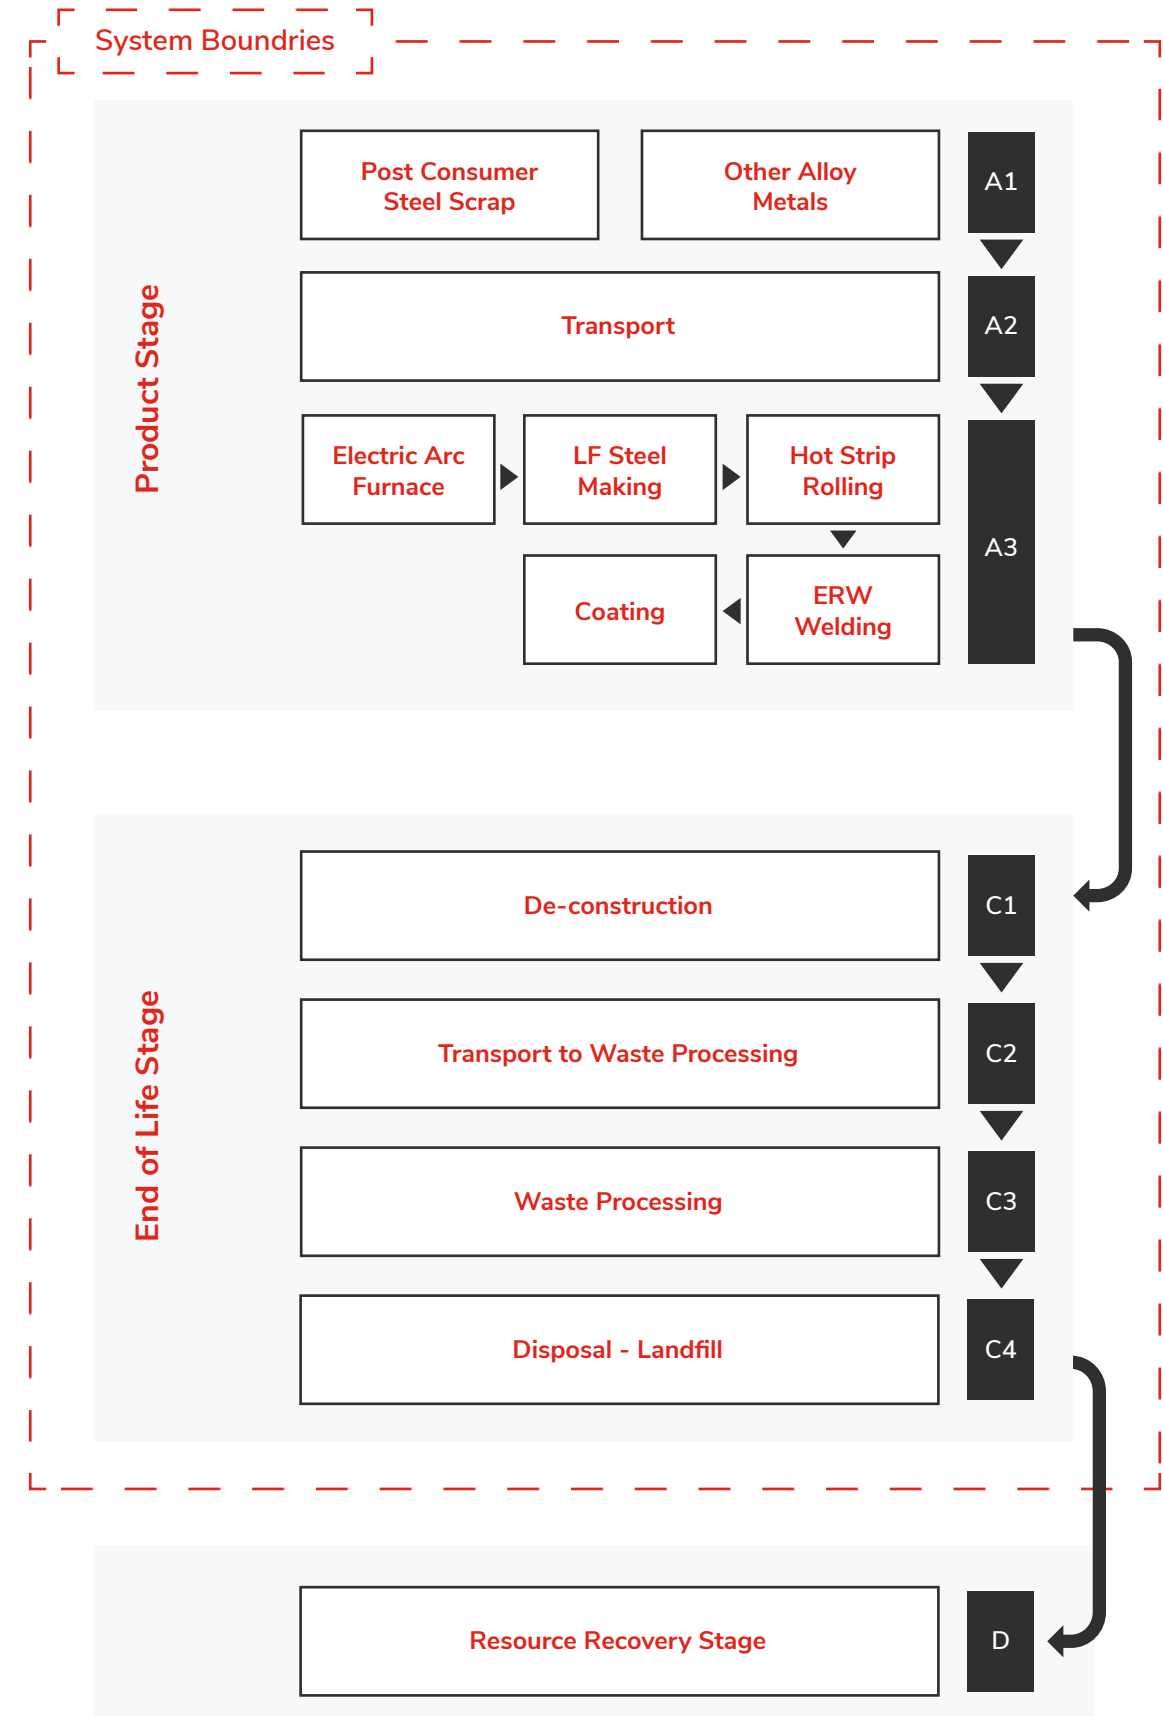 System Boundries
Product Stage
Post Consumer
Steel Scrap
Other Alloy
Metals
A1
Transport
A2
Electric Arc
Furnace
LF Steel
Making
Hot Strip
Rolling
A3
Coating
ERW
Welding
End of Life Stage
De-construction
C1
Transport to Waste Processing
C2
Waste Processing
C3
Disposal - Landfill
C4
Resource Recovery Stage
D